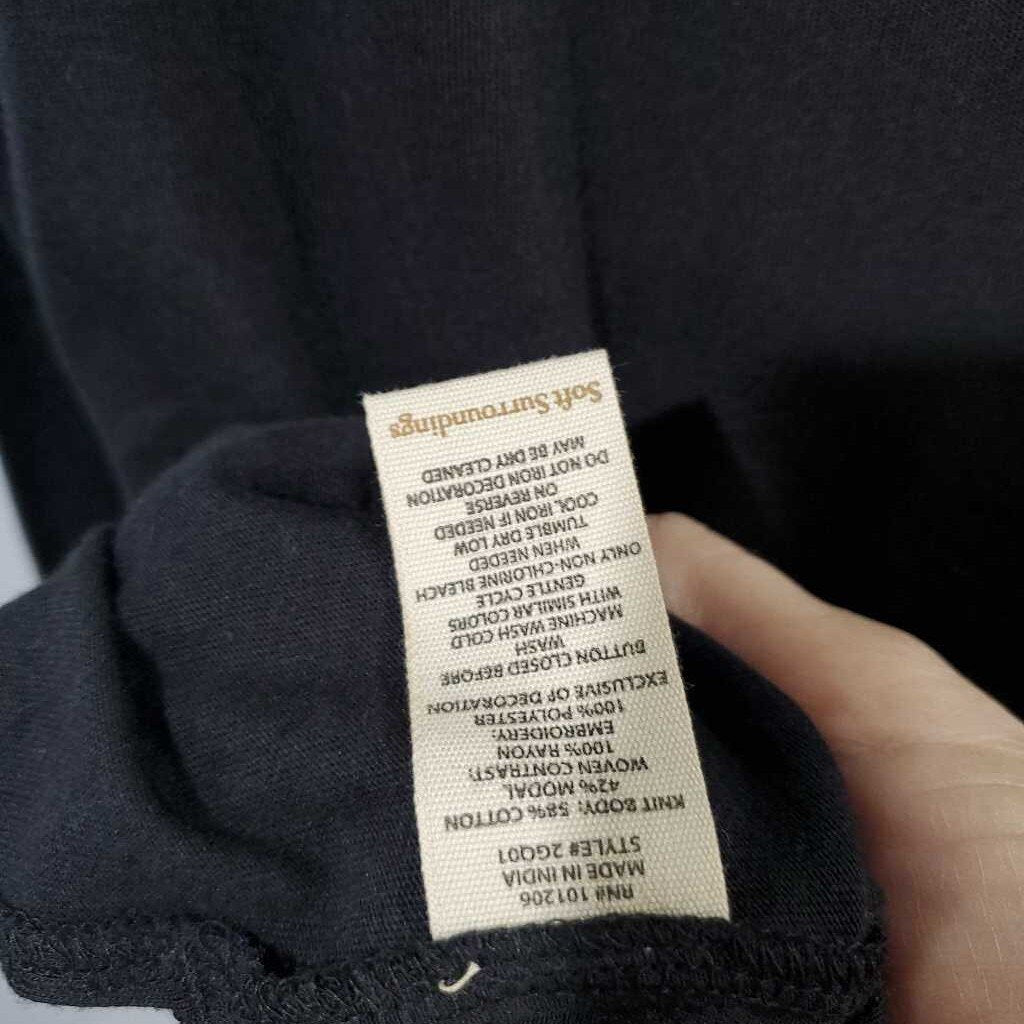 RN# 101206
MADE IN INDIA
STYLE# 2GQ01
KNIT BODY: 58% COTTON
42% MODAL
WOVEN CONTRAST:
100% RAYON
EMBROIDERY:
100% POLYESTER
EXCLUSIVE OF DECORATION
BUTTON CLOSED BEFORE
WASH
MACHINE WASH COLD
WITH SIMILAR COLORS
GENTLE CYCLE
ONLY NON-CHLORINE BLEACH
WHEN NEEDED
TUMBLE DRY LOW
COOL IRON IF NEEDED
ON REVERSE
DO NOT IRON DECORATION
MAY BE DRY CLEANED
Soft Surroundings